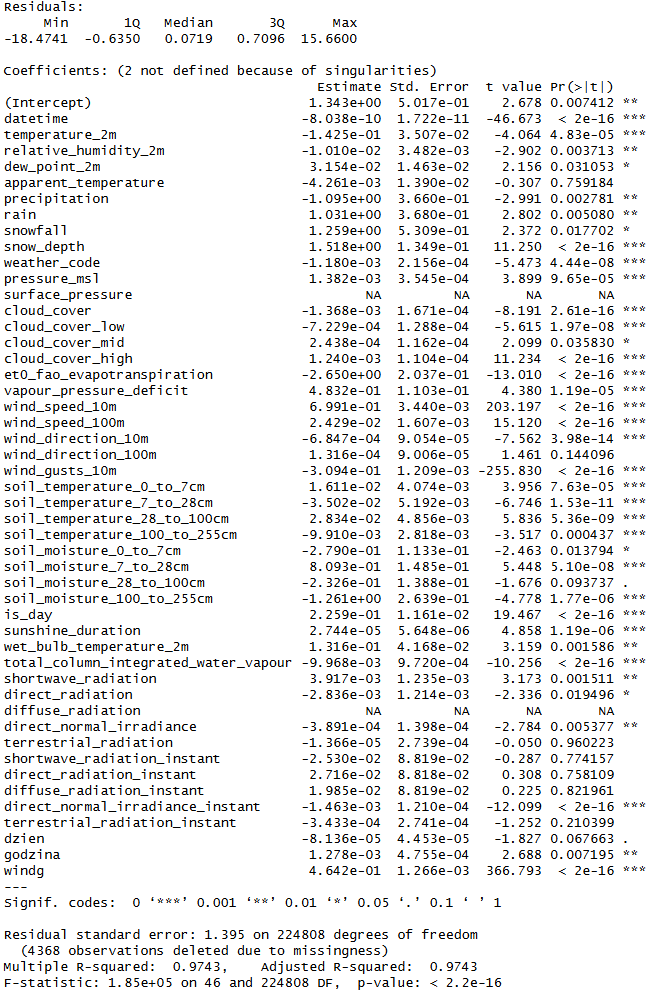 Residuals:
     Min       1Q   Median       3Q      Max
-18.4741  -0.6350   0.0719   0.7096  15.6600

Coefficients: (2 not defined because of singularities)
                                     Estimate Std. Error  t value Pr(>|t|)
(Intercept)                         1.343e+00  5.017e-01    2.678 0.007412 **
datetime                           -8.038e-10  1.722e-11  -46.673  < 2e-16 ***
temperature_2m                     -1.425e-01  3.507e-02   -4.064 4.83e-05 ***
relative_humidity_2m               -1.010e-02  3.482e-03   -2.902 0.003713 **
dew_point_2m                        3.154e-02  1.463e-02    2.156 0.031053 *
apparent_temperature               -4.261e-03  1.390e-02   -0.307 0.759184
precipitation                      -1.095e+00  3.660e-01   -2.991 0.002781 **
rain                                1.031e+00  3.680e-01    2.802 0.005080 **
snowfall                            1.259e+00  5.309e-01    2.372 0.017702 *
snow_depth                          1.518e+00  1.349e-01   11.250  < 2e-16 ***
weather_code                       -1.180e-03  2.156e-04   -5.473 4.44e-08 ***
pressure_msl                        1.382e-03  3.545e-04    3.899 9.65e-05 ***
surface_pressure                           NA         NA       NA       NA
cloud_cover                        -1.368e-03  1.671e-04   -8.191 2.61e-16 ***
cloud_cover_low                    -7.229e-04  1.288e-04   -5.615 1.97e-08 ***
cloud_cover_mid                     2.438e-04  1.162e-04    2.099 0.035830 *
cloud_cover_high                    1.240e-03  1.104e-04   11.234  < 2e-16 ***
et0_fao_evapotranspiration         -2.650e+00  2.037e-01  -13.010  < 2e-16 ***
vapour_pressure_deficit             4.832e-01  1.103e-01    4.380 1.19e-05 ***
wind_speed_10m                      6.991e-01  3.440e-03  203.197  < 2e-16 ***
wind_speed_100m                     2.429e-02  1.607e-03   15.120  < 2e-16 ***
wind_direction_10m                 -6.847e-04  9.054e-05   -7.562 3.98e-14 ***
wind_direction_100m                 1.316e-04  9.006e-05    1.461 0.144096
wind_gusts_10m                     -3.094e-01  1.209e-03 -255.830  < 2e-16 ***
soil_temperature_0_to_7cm           1.611e-02  4.074e-03    3.956 7.63e-05 ***
soil_temperature_7_to_28cm         -3.502e-02  5.192e-03   -6.746 1.53e-11 ***
soil_temperature_28_to_100cm        2.834e-02  4.856e-03    5.836 5.36e-09 ***
soil_temperature_100_to_255cm      -9.910e-03  2.818e-03   -3.517 0.000437 ***
soil_moisture_0_to_7cm             -2.790e-01  1.133e-01   -2.463 0.013794 *
soil_moisture_7_to_28cm             8.093e-01  1.485e-01    5.448 5.10e-08 ***
soil_moisture_28_to_100cm          -2.326e-01  1.388e-01   -1.676 0.093737 .
soil_moisture_100_to_255cm         -1.261e+00  2.639e-01   -4.778 1.77e-06 ***
is_day                              2.259e-01  1.161e-02   19.467  < 2e-16 ***
sunshine_duration                   2.744e-05  5.648e-06    4.858 1.19e-06 ***
wet_bulb_temperature_2m             1.316e-01  4.168e-02    3.159 0.001586 **
total_column_integrated_water_vapour -9.968e-03  9.720e-04  -10.256  < 2e-16 ***
shortwave_radiation                 3.917e-03  1.235e-03    3.173 0.001511 **
direct_radiation                   -2.836e-03  1.214e-03   -2.336 0.019496 *
diffuse_radiation                          NA         NA       NA       NA
direct_normal_irradiance           -3.891e-04  1.398e-04   -2.784 0.005377 **
terrestrial_radiation              -1.366e-05  2.739e-04   -0.050 0.960223
shortwave_radiation_instant        -2.530e-02  8.819e-02   -0.287 0.774157
direct_radiation_instant            2.716e-02  8.818e-02    0.308 0.758109
diffuse_radiation_instant           1.985e-02  8.819e-02    0.225 0.821961
direct_normal_irradiance_instant   -1.463e-03  1.210e-04  -12.099  < 2e-16 ***
terrestrial_radiation_instant      -3.433e-04  2.741e-04   -1.252 0.210399
dzien                              -8.136e-05  4.453e-05   -1.827 0.067663 .
godzina                             1.278e-03  4.755e-04    2.688 0.007195 **
windg                               4.642e-01  1.266e-03  366.793  < 2e-16 ***
---
Signif. codes:  0 ‘***’ 0.001 ‘**’ 0.01 ‘*’ 0.05 ‘.’ 0.1 ‘ ’ 1

Residual standard error: 1.395 on 224808 degrees of freedom
  (4368 observations deleted due to missingness)
Multiple R-squared:  0.9743,    Adjusted R-squared:  0.9743
F-statistic: 1.85e+05 on 46 and 224808 DF,  p-value: < 2.2e-16